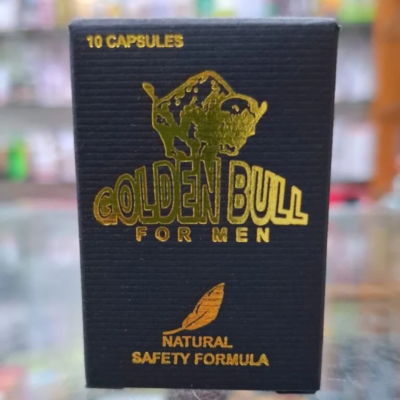 10 CAPSULES
GOLDEN BULL
FOR MEN
NATURAL
SAFETY FORMULA